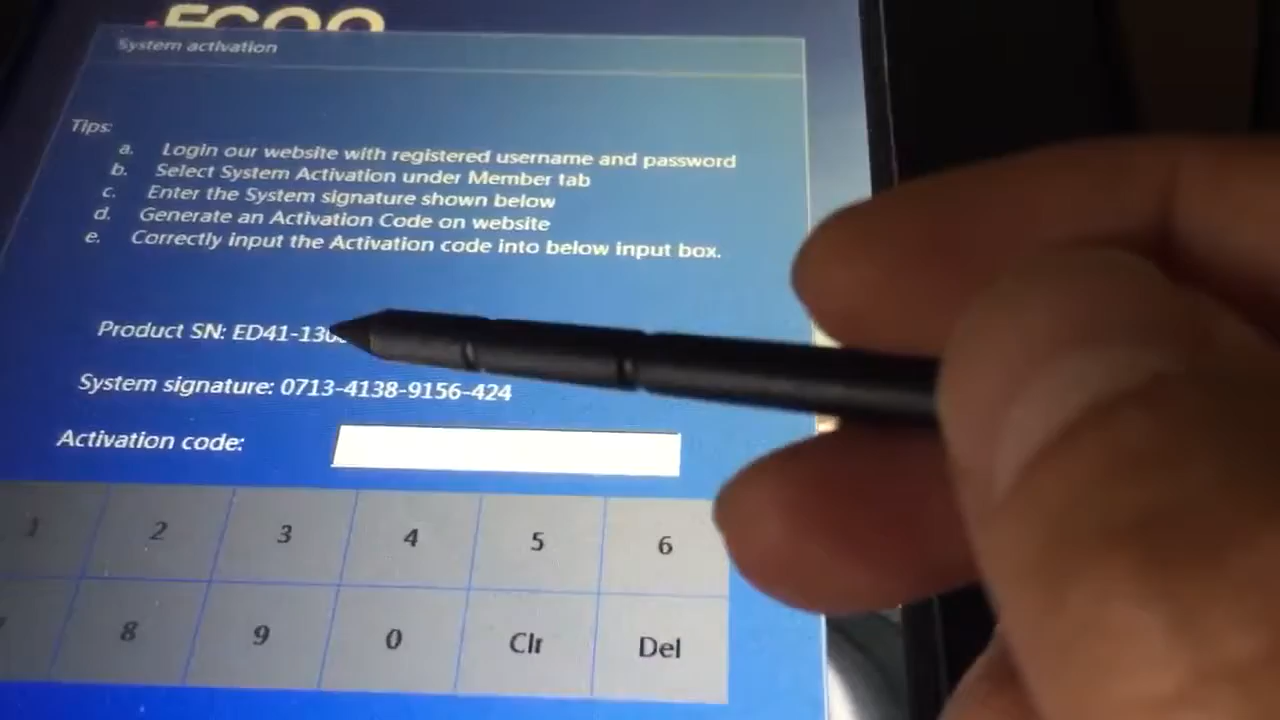 System activation
Tips:
a. Login our website with registered username and password
b. Select System Activation under Member tab
c. Enter the System signature shown below
d. Generate an Activation Code on website
e. Correctly input the Activation code into below input box.
Product SN: ED41-130
System signature: 0713-4138-9156-424
Activation code:
1 2 3 4 5 6
8 9 0 Clr Del